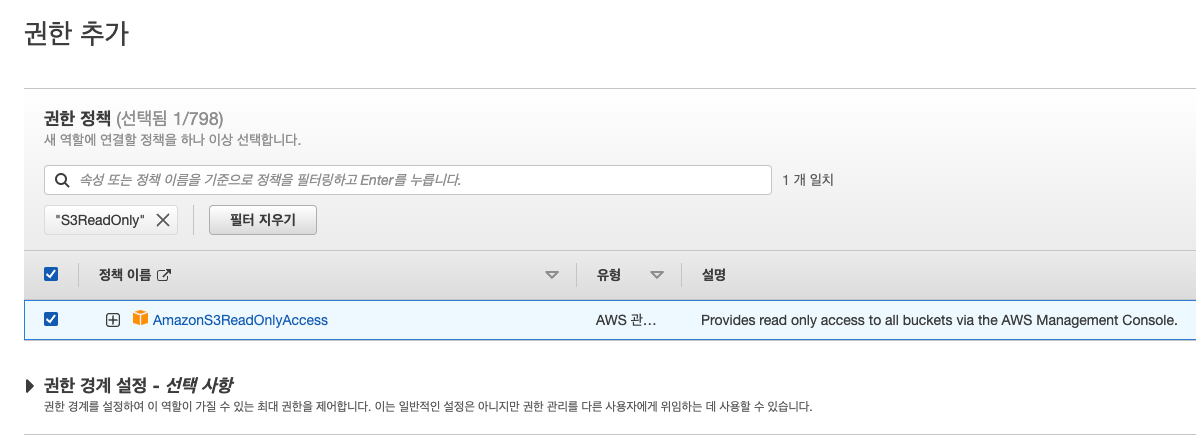 권한 추가
권한 정책 (선택됨 1/798)
새 역할에 연결할 정책을 하나 이상 선택합니다.
속성 또는 정책 이름을 기준으로 정책을 필터링하고 Enter를 누릅니다. 1 개 일치
"S3ReadOnly" 필터 지우기
정책 이름 유형 설명
AmazonS3ReadOnlyAccess AWS 관... Provides read only access to all buckets via the AWS Management Console.
권한 경계 설정 - 선택 사항
권한 경계를 설정하여 이 역할이 가질 수 있는 최대 권한을 제어합니다. 이는 일반적인 설정은 아니지만 권한 관리를 다른 사용자에게 위임하는 데 사용할 수 있습니다.